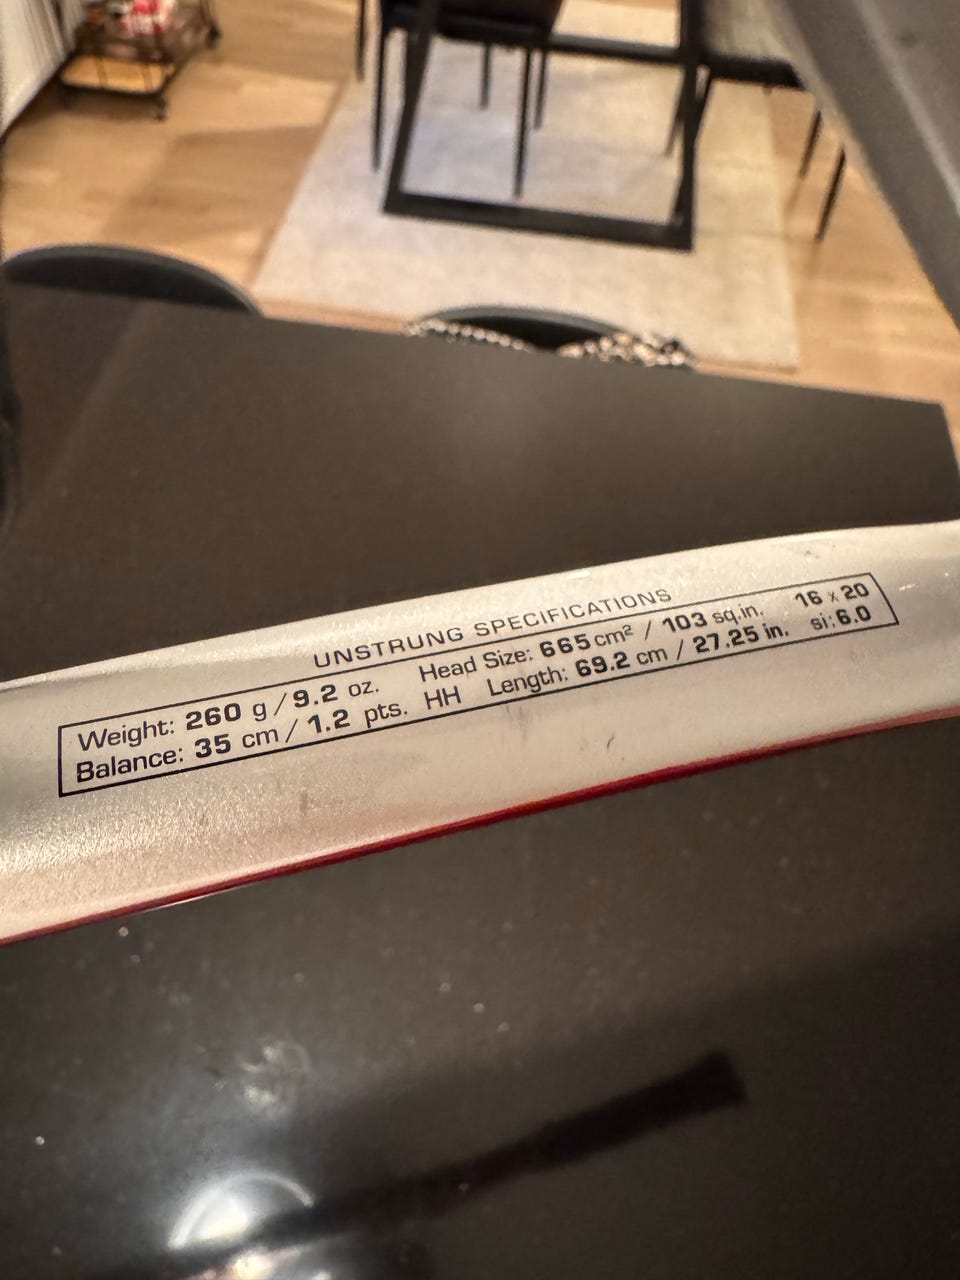 UNSTRUNG SPECIFICATIONS
Weight: 260 g / 9.2 oz. Head Size: 665 cm² / 103 sq.in. 16 x 20
Balance: 35 cm / 1.2 pts. HH Length: 69.2 cm / 27.25 in. si: 6.0